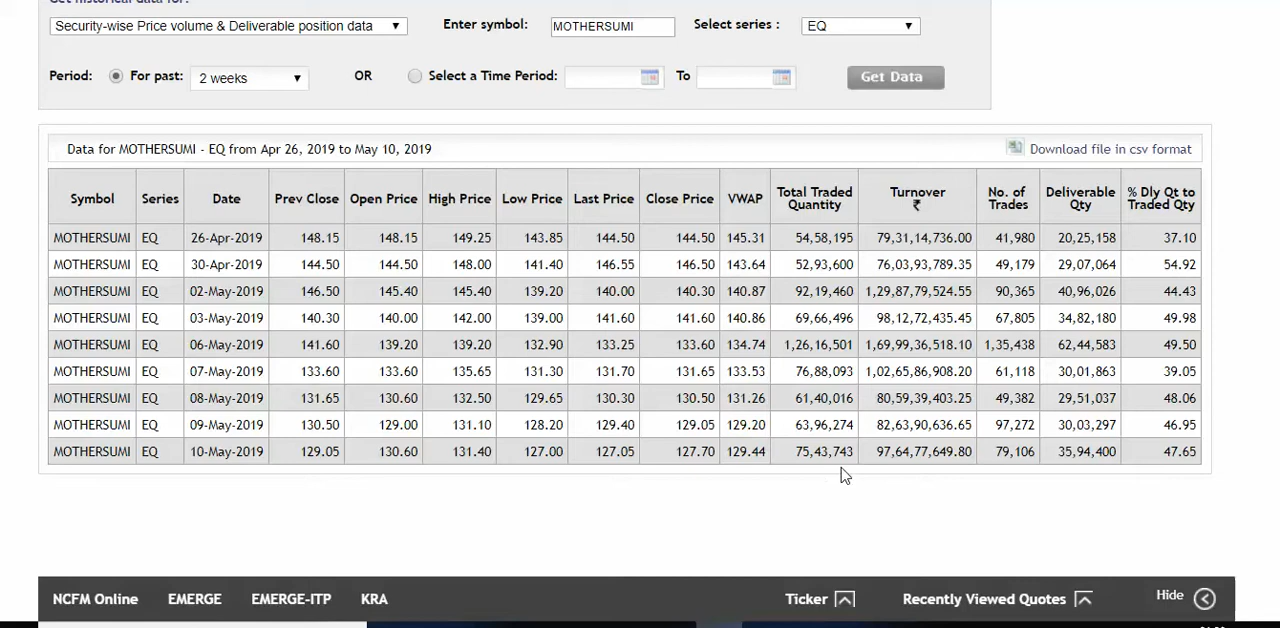 Get historical data for:
Security-wise Price volume & Deliverable position data ▼ Enter symbol: MOTHERSUMI Select series : EQ ▼
Period: For past: 2 weeks ▼ OR Select a Time Period: To Get Data
Data for MOTHERSUMI - EQ from Apr 26, 2019 to May 10, 2019 Download file in csv format
Symbol Series Date Prev Close Open Price High Price Low Price Last Price Close Price VWAP Total Traded Quantity Turnover ₹ No. of Trades Deliverable Qty % Dly Qt to Traded Qty
MOTHERSUMI EQ 26-Apr-2019 148.15 148.15 149.25 143.85 144.50 144.50 145.31 54,58,195 79,31,14,736.00 41,980 20,25,158 37.10
MOTHERSUMI EQ 30-Apr-2019 144.50 144.50 148.00 141.40 146.55 146.50 143.64 52,93,600 76,03,93,789.35 49,179 29,07,064 54.92
MOTHERSUMI EQ 02-May-2019 146.50 145.40 145.40 139.20 140.00 140.30 140.87 92,19,460 1,29,87,79,524.55 90,365 40,96,026 44.43
MOTHERSUMI EQ 03-May-2019 140.30 140.00 142.00 139.00 141.60 141.60 140.86 69,66,496 98,12,72,435.45 67,805 34,82,180 49.98
MOTHERSUMI EQ 06-May-2019 141.60 139.20 139.20 132.90 133.25 133.60 134.74 1,26,16,501 1,69,99,36,518.10 1,35,438 62,44,583 49.50
MOTHERSUMI EQ 07-May-2019 133.60 133.60 135.65 131.30 131.70 131.65 133.53 76,88,093 1,02,65,86,908.20 61,118 30,01,863 39.05
MOTHERSUMI EQ 08-May-2019 131.65 130.60 132.50 129.65 130.30 130.50 131.26 61,40,016 80,59,39,403.25 49,382 29,51,037 48.06
MOTHERSUMI EQ 09-May-2019 130.50 129.00 131.10 128.20 129.40 129.05 129.20 63,96,274 82,63,90,636.65 97,272 30,03,297 46.95
MOTHERSUMI EQ 10-May-2019 129.05 130.60 131.40 127.00 127.05 127.70 129.44 75,43,743 97,64,77,649.80 79,106 35,94,400 47.65
NCFM Online EMERGE EMERGE-ITP KRA Ticker Recently Viewed Quotes Hide